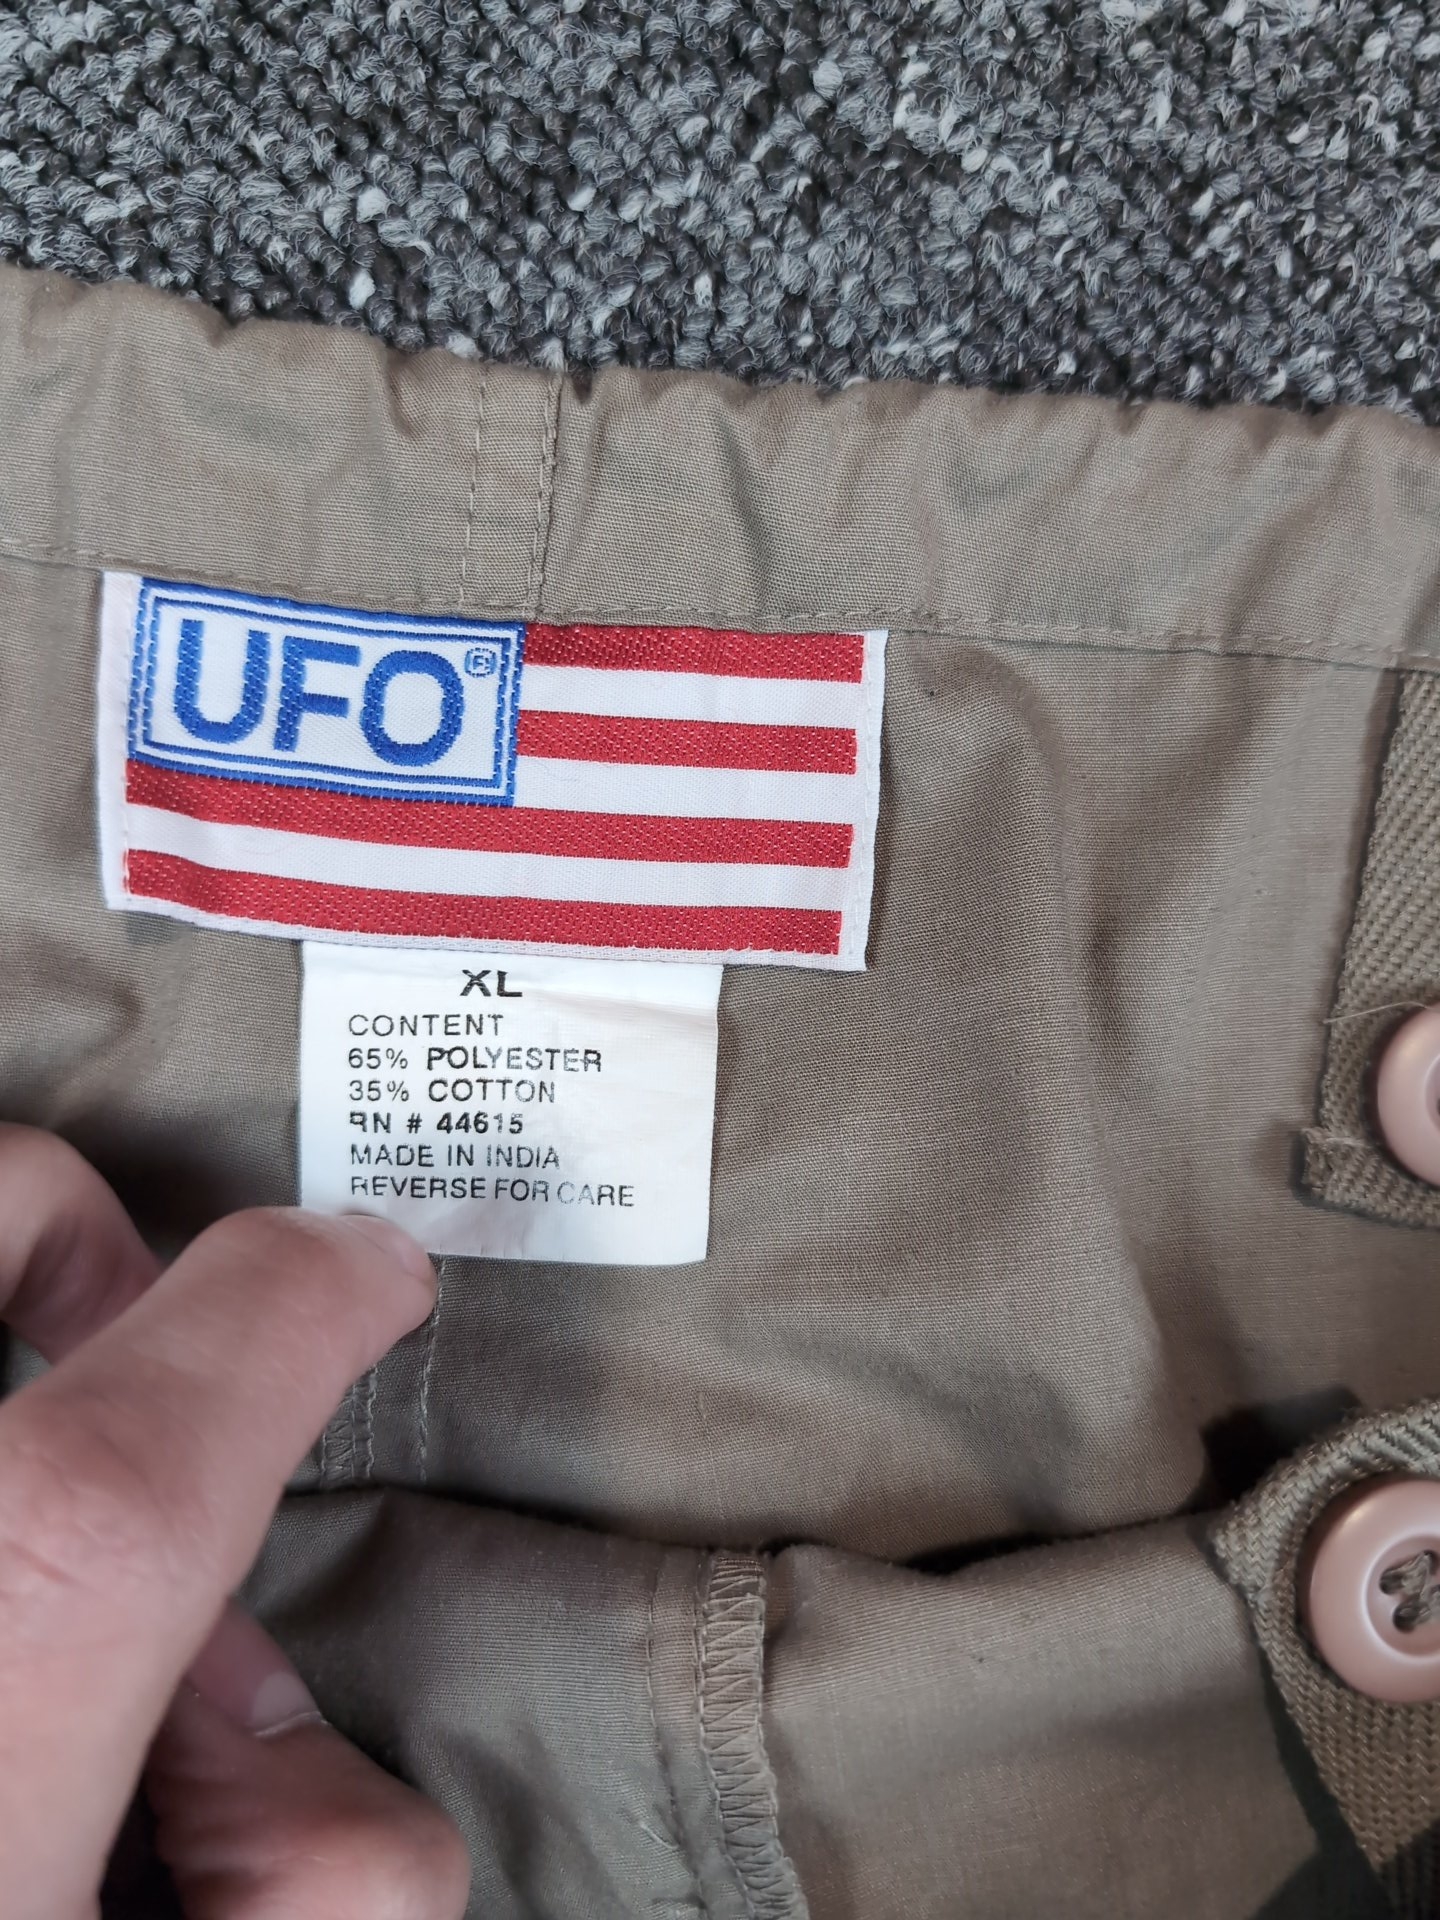 UFO®
XL
CONTENT
65% POLYESTER
35% COTTON
RN # 44615
MADE IN INDIA
REVERSE FOR CARE